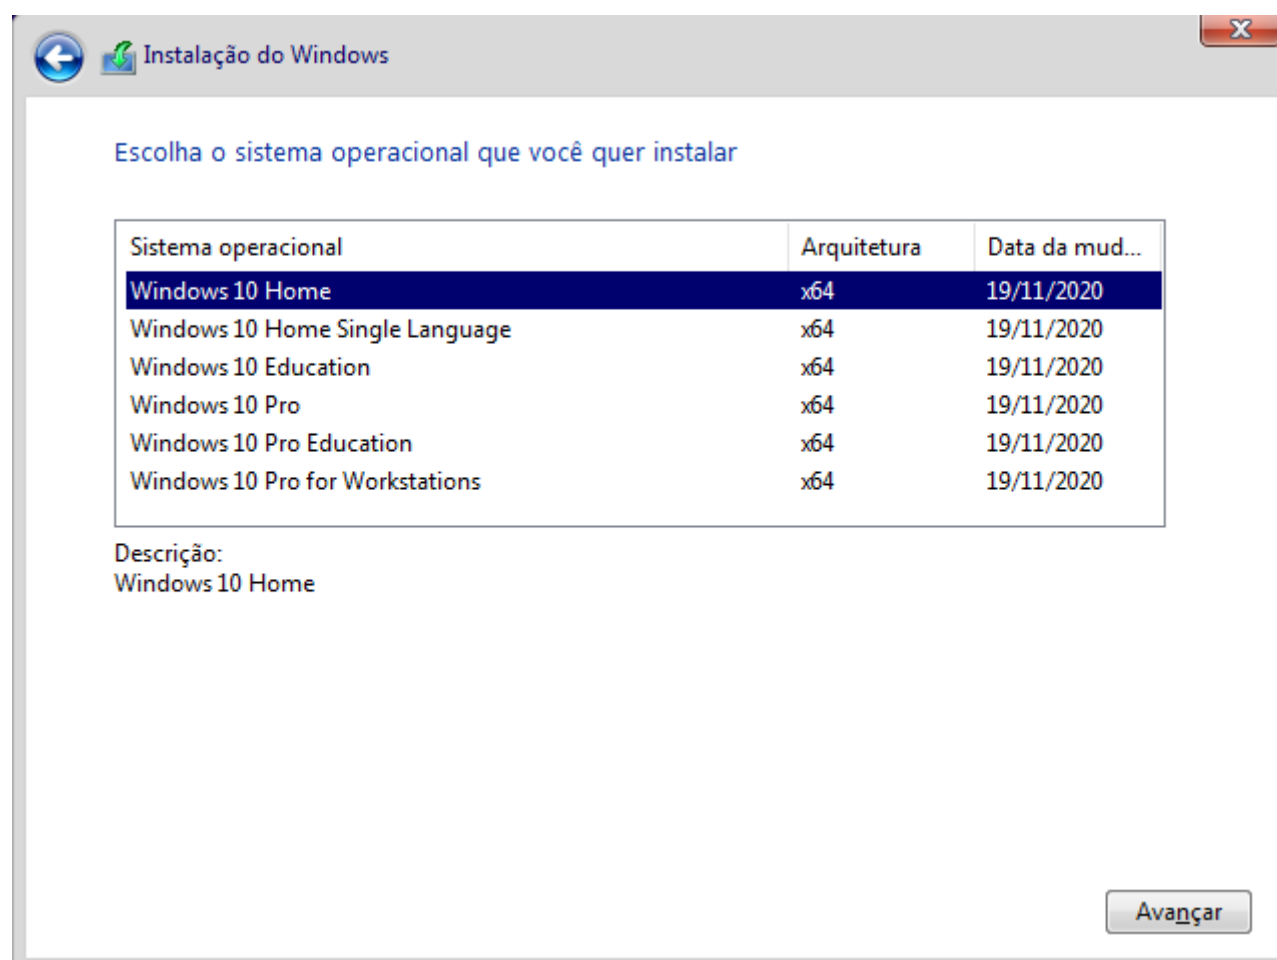 Instalação do Windows
Escolha o sistema operacional que você quer instalar
Sistema operacional Arquitetura Data da mud...
Windows 10 Home x64 19/11/2020
Windows 10 Home Single Language x64 19/11/2020
Windows 10 Education x64 19/11/2020
Windows 10 Pro x64 19/11/2020
Windows 10 Pro Education x64 19/11/2020
Windows 10 Pro for Workstations x64 19/11/2020
Descrição:
Windows 10 Home
Avançar